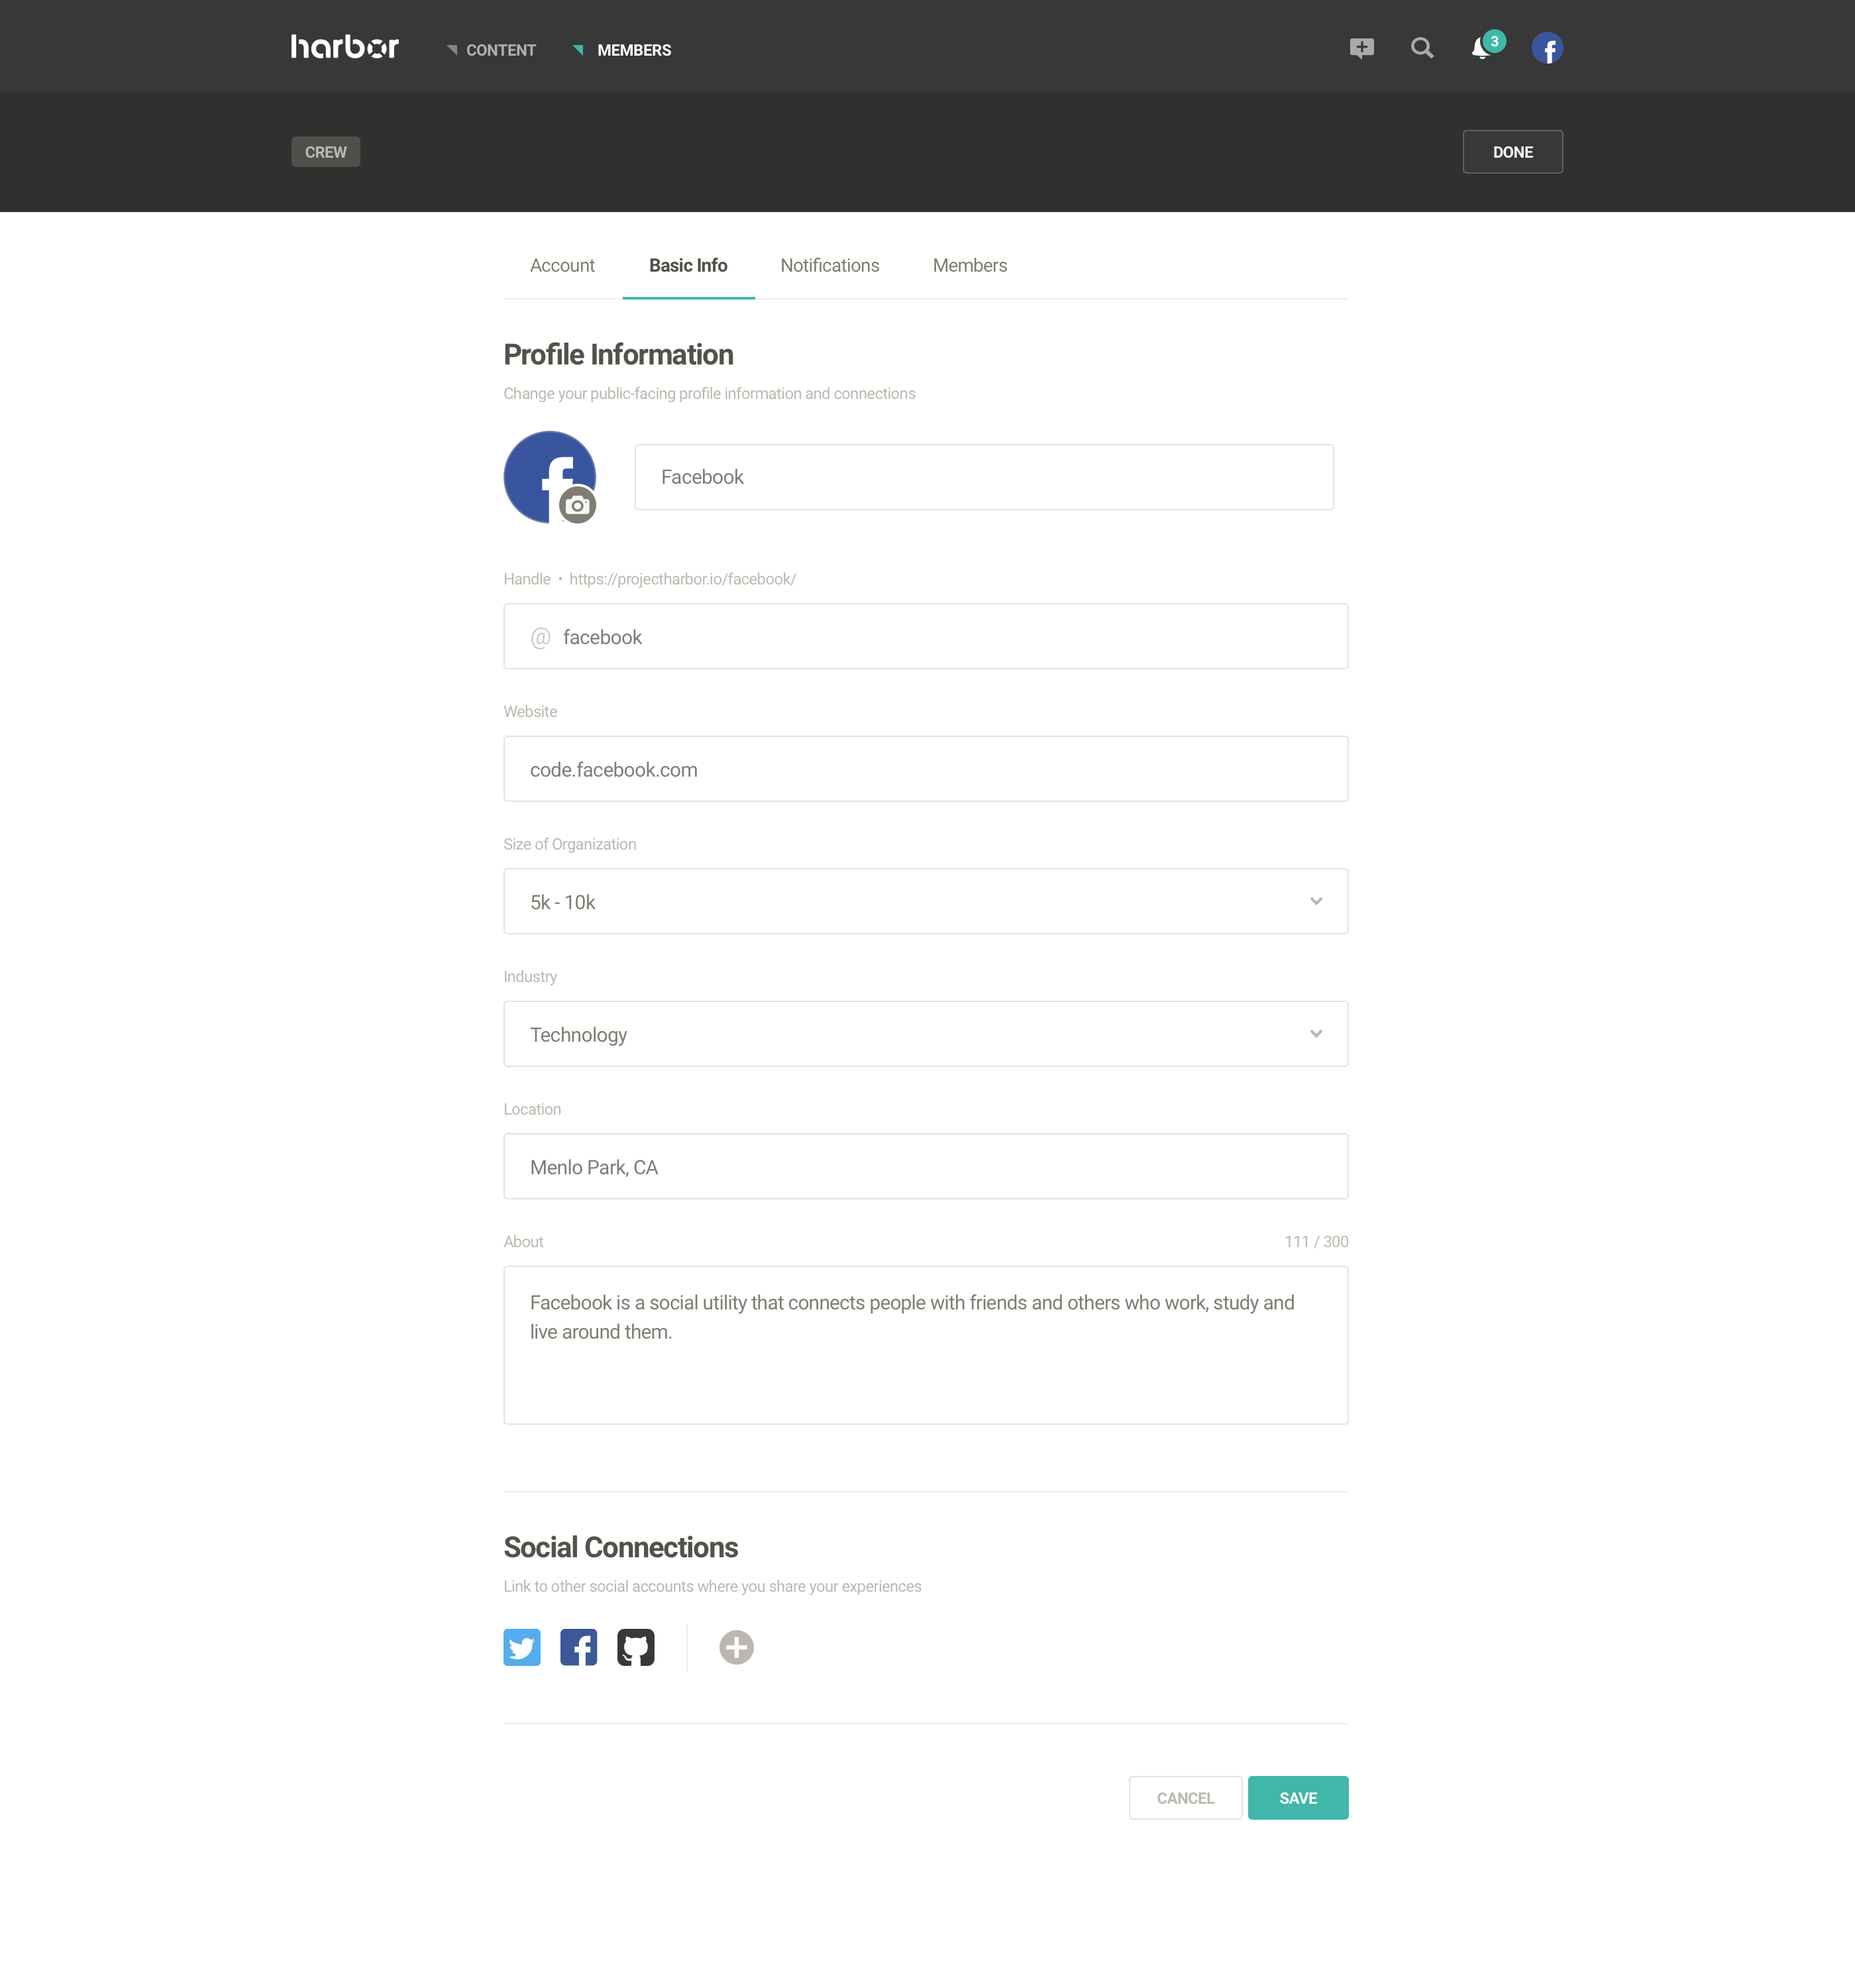 harbor
CONTENT
MEMBERS
3
CREW
DONE
Account
Basic Info
Notifications
Members
Profile Information
Change your public-facing profile information and connections
Facebook
Handle • https://projectharbor.io/facebook/
@ facebook
Website
code.facebook.com
Size of Organization
5k - 10k
Industry
Technology
Location
Menlo Park, CA
About
111 / 300
Facebook is a social utility that connects people with friends and others who work, study and
live around them.
Social Connections
Link to other social accounts where you share your experiences
CANCEL
SAVE